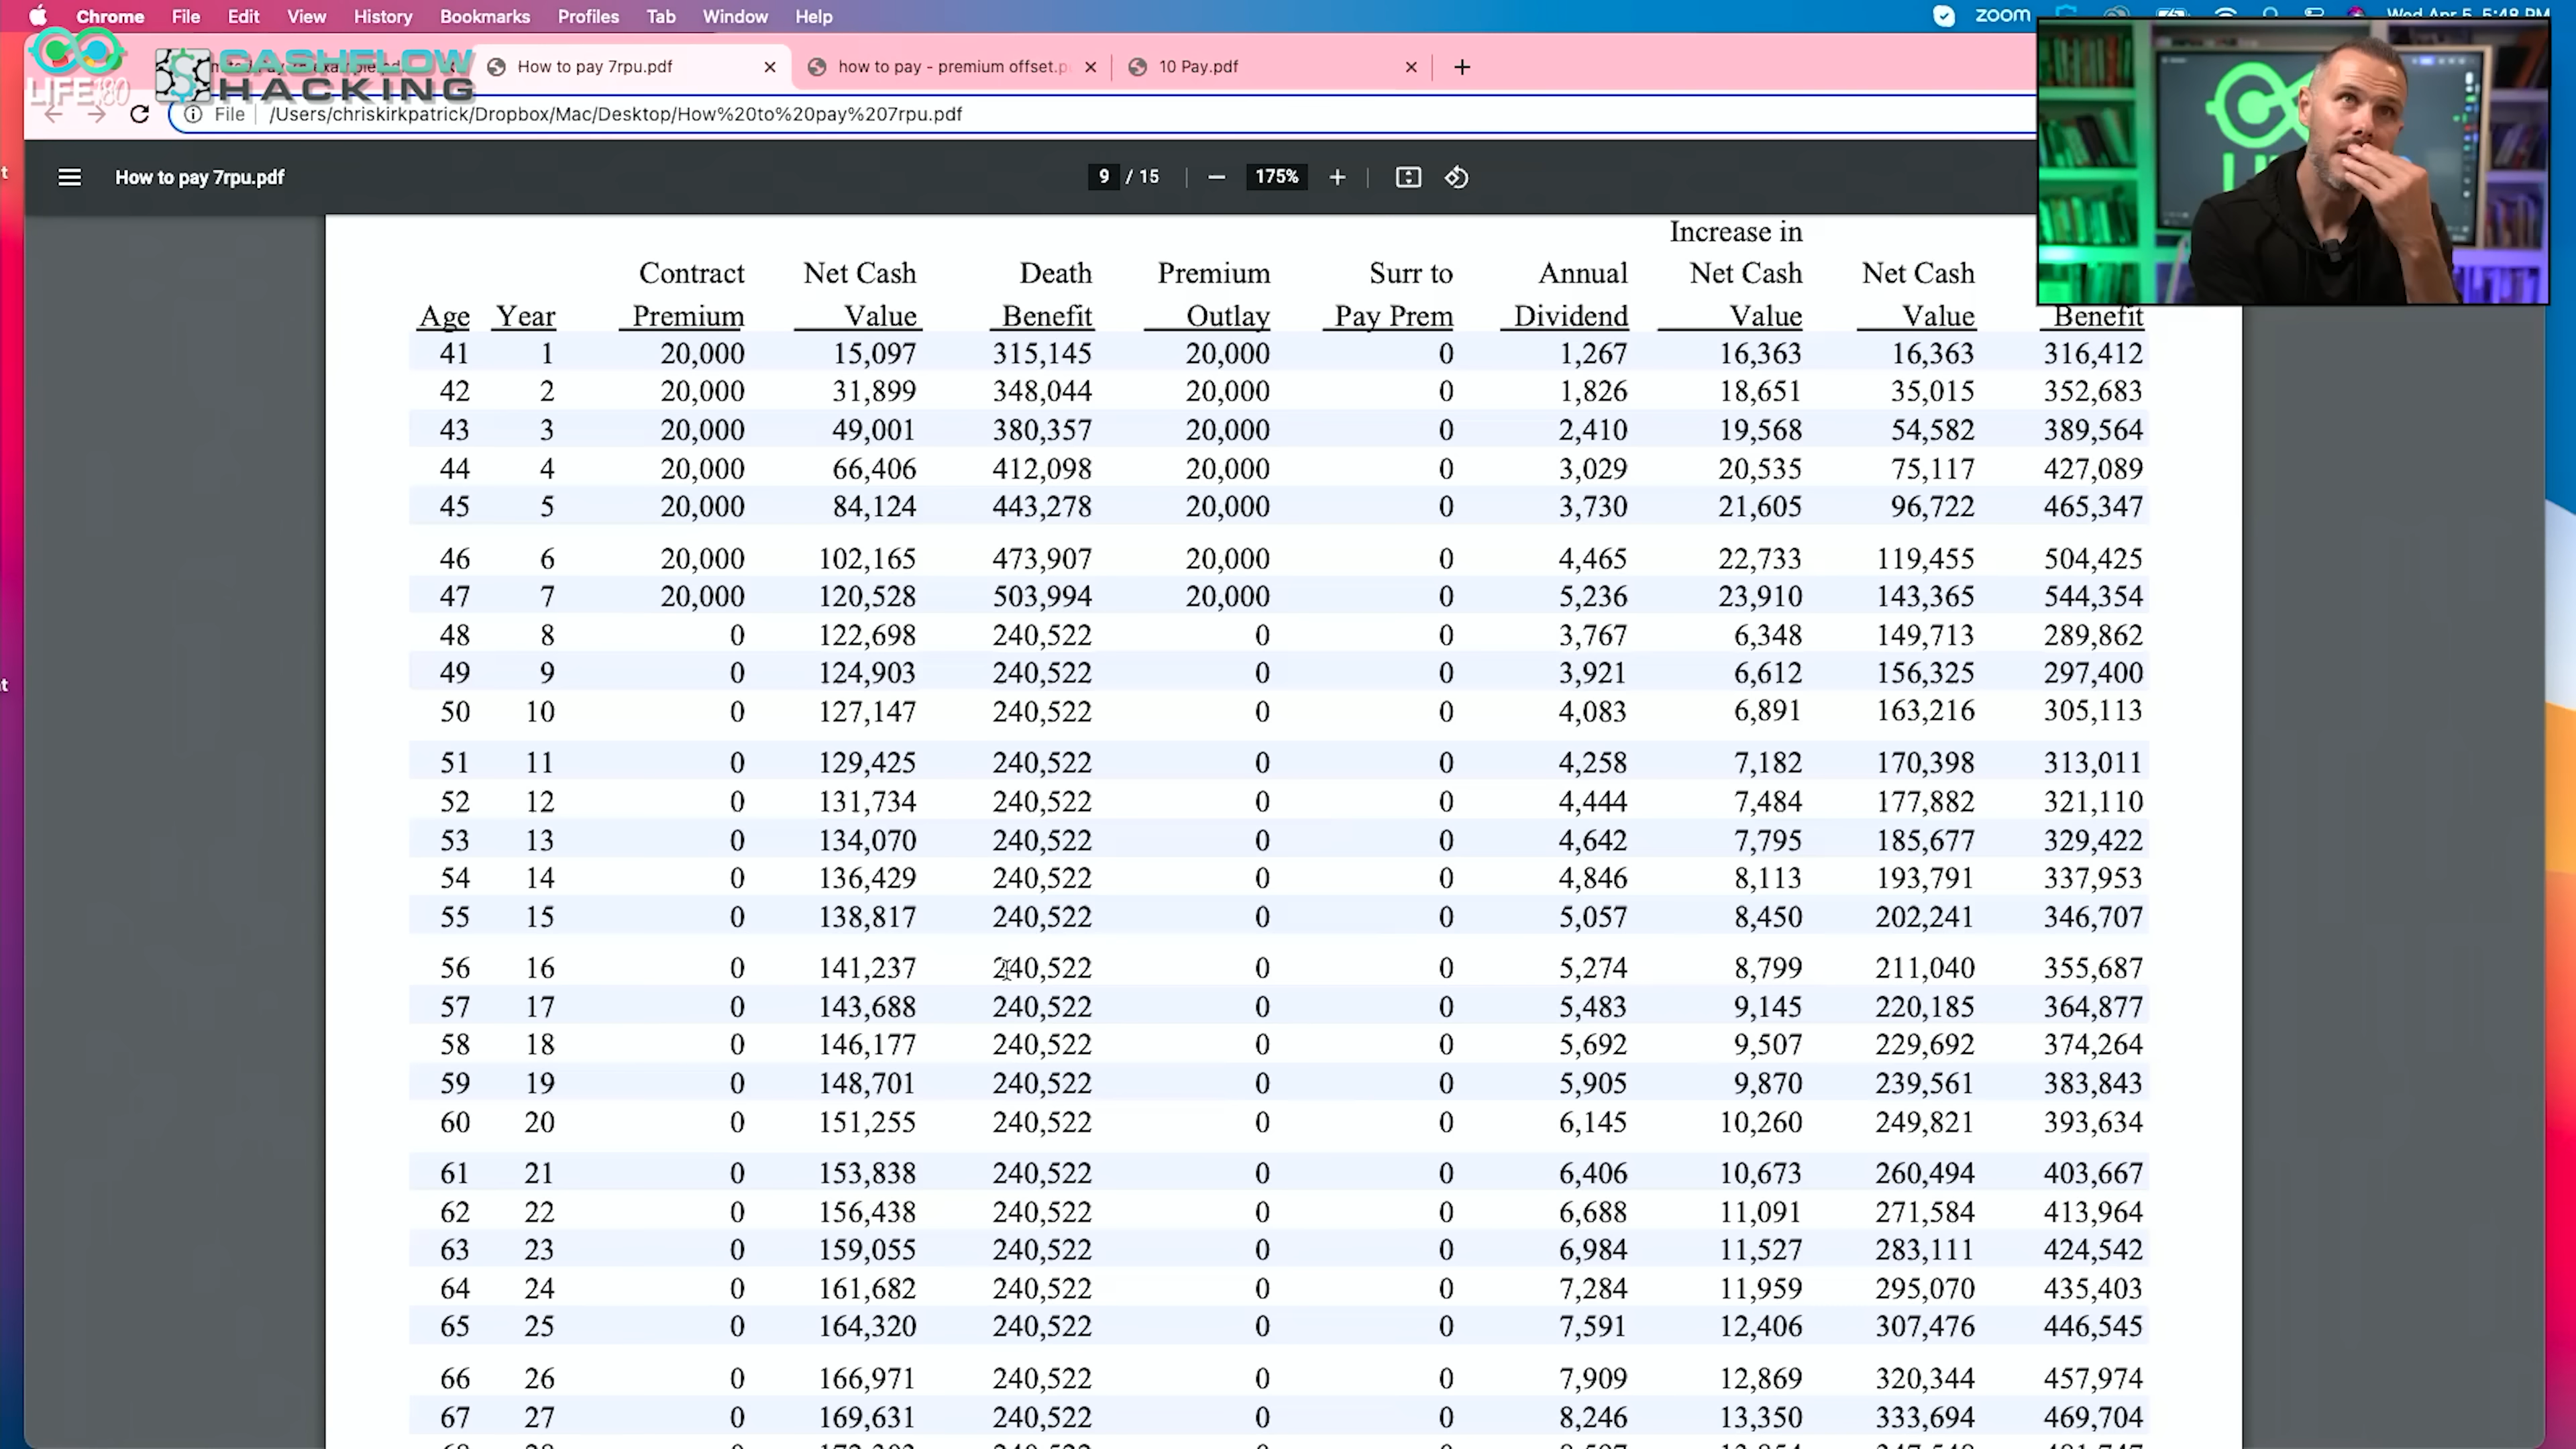 Chrome File Edit View History Bookmarks Profiles Tab Window Help zoom Wed Apr 5 5:48 PM
LIFE180 CASHFLOW HACKING
How to pay 7rpu.pdf
how to pay - premium offset.p
10 Pay.pdf
File /Users/chriskirkpatrick/Dropbox/Mac/Desktop/How%20to%20pay%207rpu.pdf
How to pay 7rpu.pdf 9 / 15 175%
Increase in
Contract Net Cash Death Premium Surr to Annual Net Cash Net Cash
Age Year Premium Value Benefit Outlay Pay Prem Dividend Value Value Benefit
41 1 20,000 15,097 315,145 20,000 0 1,267 16,363 16,363 316,412
42 2 20,000 31,899 348,044 20,000 0 1,826 18,651 35,015 352,683
43 3 20,000 49,001 380,357 20,000 0 2,410 19,568 54,582 389,564
44 4 20,000 66,406 412,098 20,000 0 3,029 20,535 75,117 427,089
45 5 20,000 84,124 443,278 20,000 0 3,730 21,605 96,722 465,347
46 6 20,000 102,165 473,907 20,000 0 4,465 22,733 119,455 504,425
47 7 20,000 120,528 503,994 20,000 0 5,236 23,910 143,365 544,354
48 8 0 122,698 240,522 0 0 3,767 6,348 149,713 289,862
49 9 0 124,903 240,522 0 0 3,921 6,612 156,325 297,400
50 10 0 127,147 240,522 0 0 4,083 6,891 163,216 305,113
51 11 0 129,425 240,522 0 0 4,258 7,182 170,398 313,011
52 12 0 131,734 240,522 0 0 4,444 7,484 177,882 321,110
53 13 0 134,070 240,522 0 0 4,642 7,795 185,677 329,422
54 14 0 136,429 240,522 0 0 4,846 8,113 193,791 337,953
55 15 0 138,817 240,522 0 0 5,057 8,450 202,241 346,707
56 16 0 141,237 240,522 0 0 5,274 8,799 211,040 355,687
57 17 0 143,688 240,522 0 0 5,483 9,145 220,185 364,877
58 18 0 146,177 240,522 0 0 5,692 9,507 229,692 374,264
59 19 0 148,701 240,522 0 0 5,905 9,870 239,561 383,843
60 20 0 151,255 240,522 0 0 6,145 10,260 249,821 393,634
61 21 0 153,838 240,522 0 0 6,406 10,673 260,494 403,667
62 22 0 156,438 240,522 0 0 6,688 11,091 271,584 413,964
63 23 0 159,055 240,522 0 0 6,984 11,527 283,111 424,542
64 24 0 161,682 240,522 0 0 7,284 11,959 295,070 435,403
65 25 0 164,320 240,522 0 0 7,591 12,406 307,476 446,545
66 26 0 166,971 240,522 0 0 7,909 12,869 320,344 457,974
67 27 0 169,631 240,522 0 0 8,246 13,350 333,694 469,704